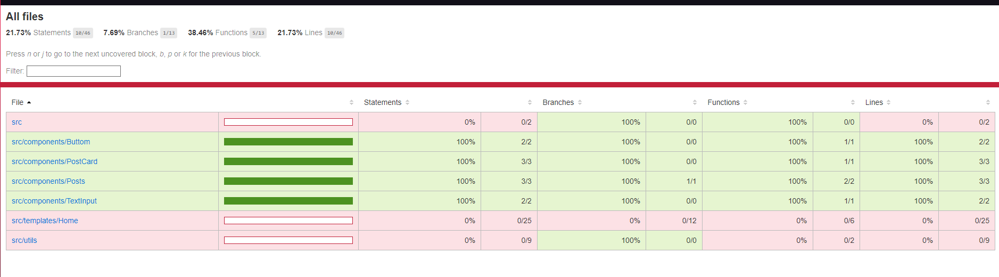 All files
21.73% Statements 10/46 7.69% Branches 1/13 38.46% Functions 5/13 21.73% Lines 10/46
Press n or j to go to the next uncovered block, b, p or k for the previous block.
Filter:
File Statements Branches Functions Lines
src 0% 0/2 100% 0/0 100% 0/0 0% 0/2
src/components/Buttom 100% 2/2 100% 0/0 100% 1/1 100% 2/2
src/components/PostCard 100% 3/3 100% 0/0 100% 1/1 100% 3/3
src/components/Posts 100% 3/3 100% 1/1 100% 2/2 100% 3/3
src/components/TextInput 100% 2/2 100% 0/0 100% 1/1 100% 2/2
src/templates/Home 0% 0/25 0% 0/12 0% 0/6 0% 0/25
src/utils 0% 0/9 100% 0/0 0% 0/2 0% 0/9